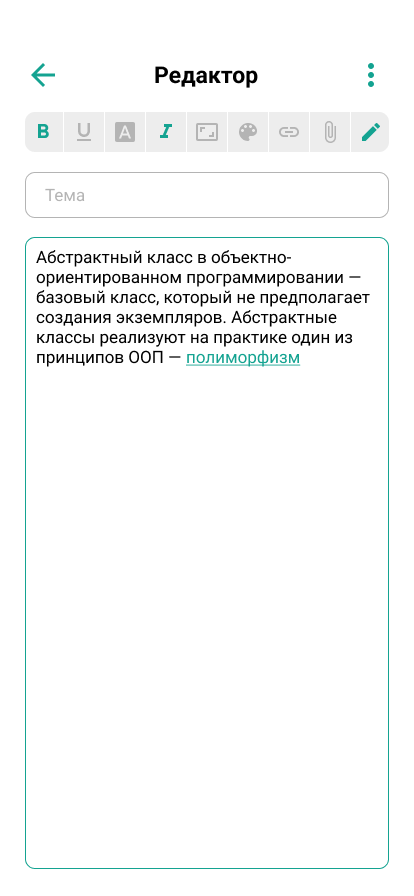 Редактор
B U A I
Тема
Абстрактный класс в объектно-
ориентированном программировании —
базовый класс, который не предполагает
создания экземпляров. Абстрактные
классы реализуют на практике один из
принципов ООП — полиморфизм